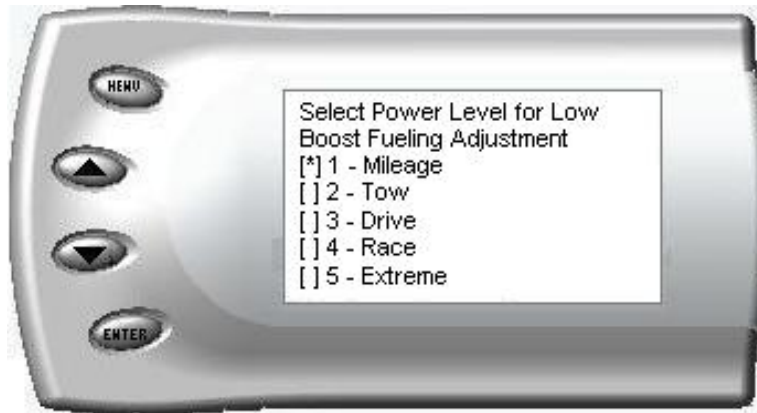 MENU
Select Power Level for Low
Boost Fueling Adjustment
[*] 1 - Mileage
[ ] 2 - Tow
[ ] 3 - Drive
[ ] 4 - Race
[ ] 5 - Extreme
ENTER